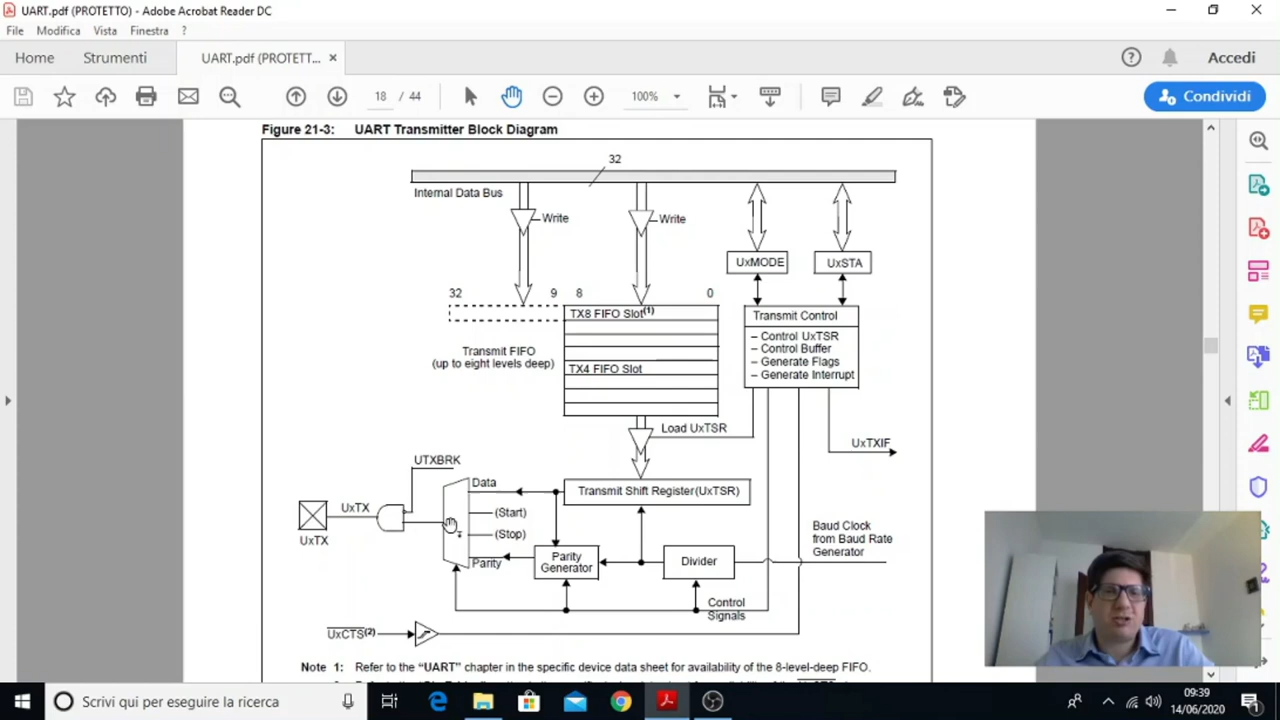 UART.pdf (PROTETTO) - Adobe Acrobat Reader DC
File Modifica Vista Finestra ?
Home Strumenti UART.pdf (PROTETT... × Accedi
18 / 44 100% Condividi
Figure 21-3: UART Transmitter Block Diagram
32
Internal Data Bus
Write Write
UxMODE UxSTA
32 9 8 0
TX8 FIFO Slot(1) Transmit Control
– Control UxTSR
Transmit FIFO – Control Buffer
(up to eight levels deep) – Generate Flags
TX4 FIFO Slot – Generate Interrupt
Load UxTSR
UxTXIF
UTXBRK
Data Transmit Shift Register(UxTSR)
UxTX (Start)
UxTX (Stop)
Baud Clock
from Baud Rate
Generator
Parity Parity
Generator Divider
Control
Signals
UxCTS(2)
Note 1: Refer to the “UART” chapter in the specific device data sheet for availability of the 8-level-deep FIFO.
Scrivi qui per eseguire la ricerca
09:39
14/06/2020